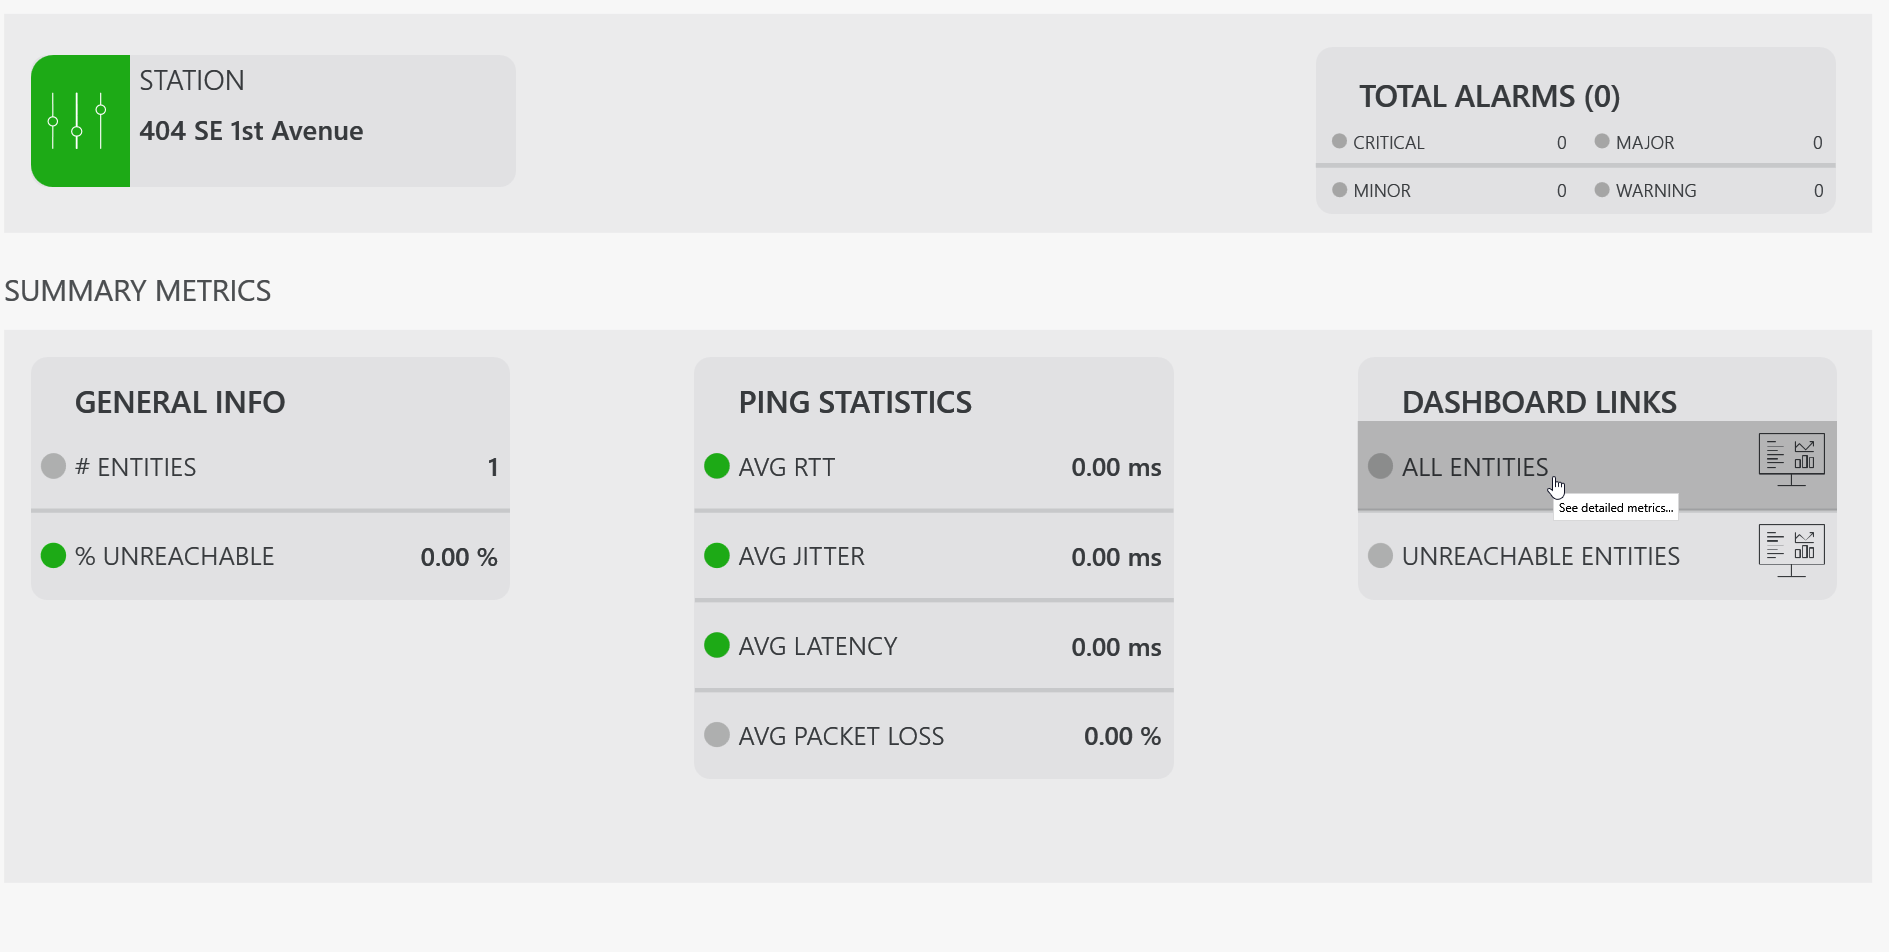 STATION
404 SE 1st Avenue
TOTAL ALARMS (0)
CRITICAL 0 MAJOR 0
MINOR 0 WARNING 0
SUMMARY METRICS
GENERAL INFO
# ENTITIES 1
% UNREACHABLE 0.00 %
PING STATISTICS
AVG RTT 0.00 ms
AVG JITTER 0.00 ms
AVG LATENCY 0.00 ms
AVG PACKET LOSS 0.00 %
DASHBOARD LINKS
ALL ENTITIES
See detailed metrics...
UNREACHABLE ENTITIES